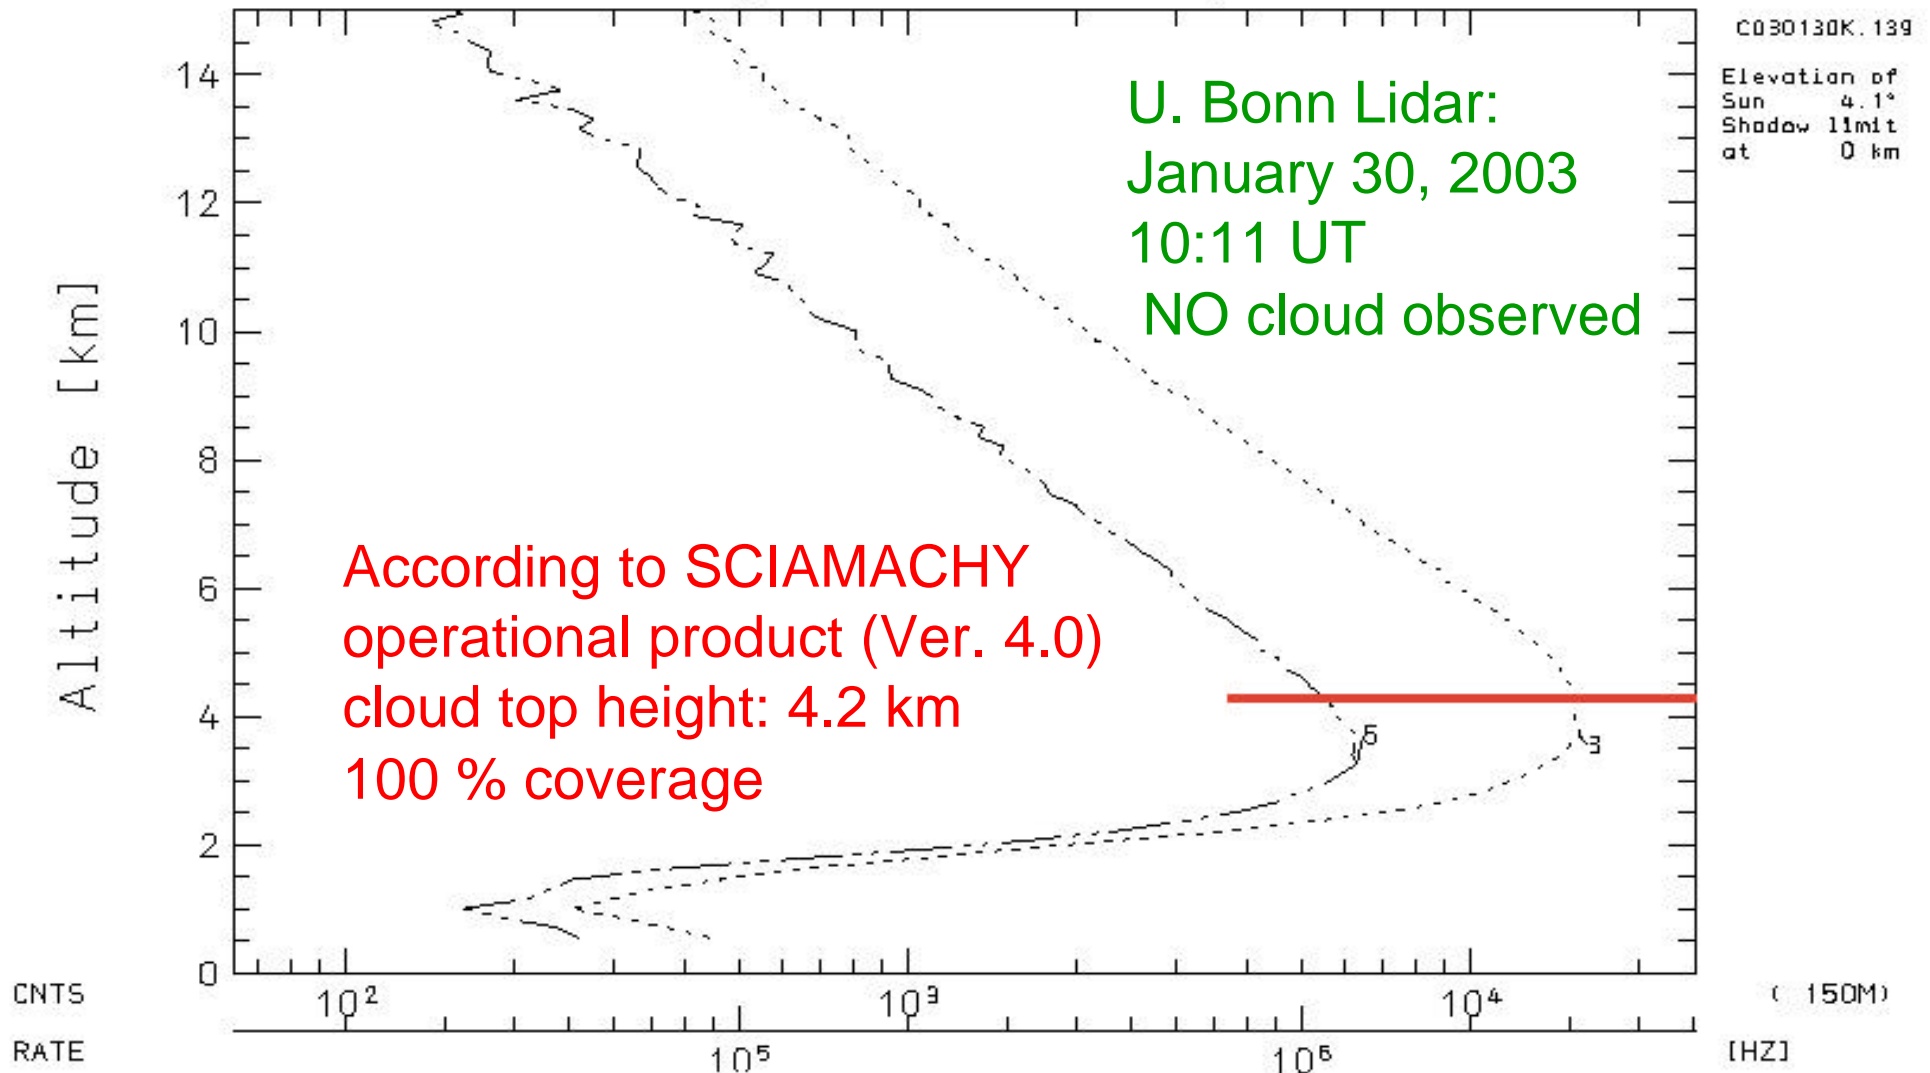 C030130K.139
Elevation of
Sun 4.1°
Shadow limit
at 0 km
U. Bonn Lidar:
January 30, 2003
10:11 UT
NO cloud observed
According to SCIAMACHY
operational product (Ver. 4.0)
cloud top height: 4.2 km
100 % coverage
Altitude [km]
14
12
10
8
6
4
2
0
5
3
CNTS 10² 10³ 10⁴ ( 150M)
RATE 10⁵ 10⁶ [HZ]